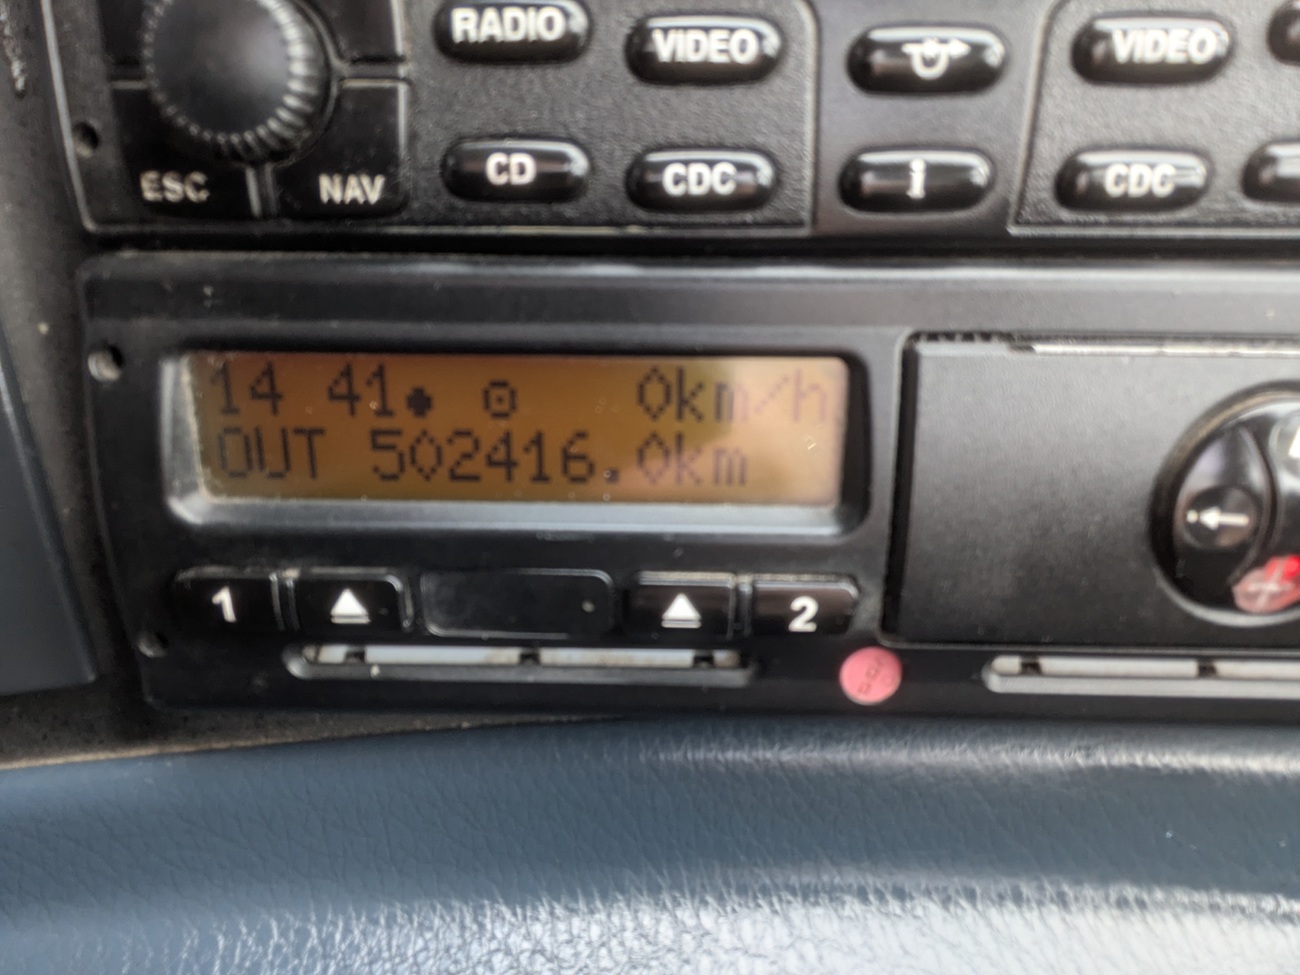 RADIO VIDEO VIDEO
ESC NAV CD CDC i CDC
14 41 0km/h
OUT 502416.0km
1 2